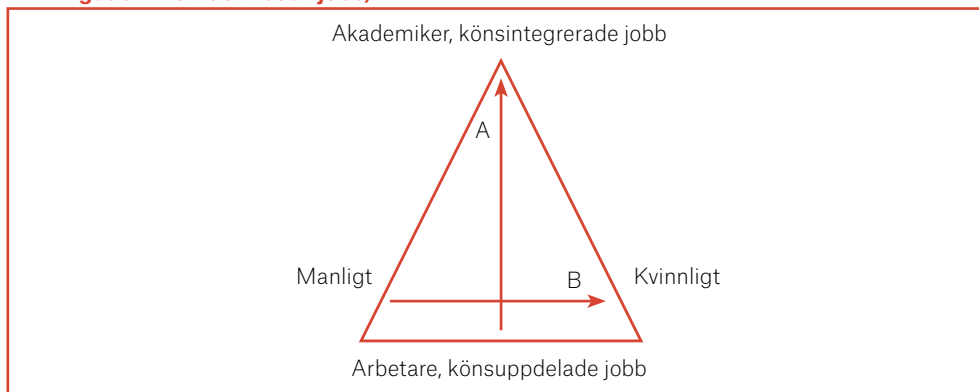 Akademiker, könsintegrerade jobb
A
Manligt
B
Kvinnligt
Arbetare, könsuppdelade jobb